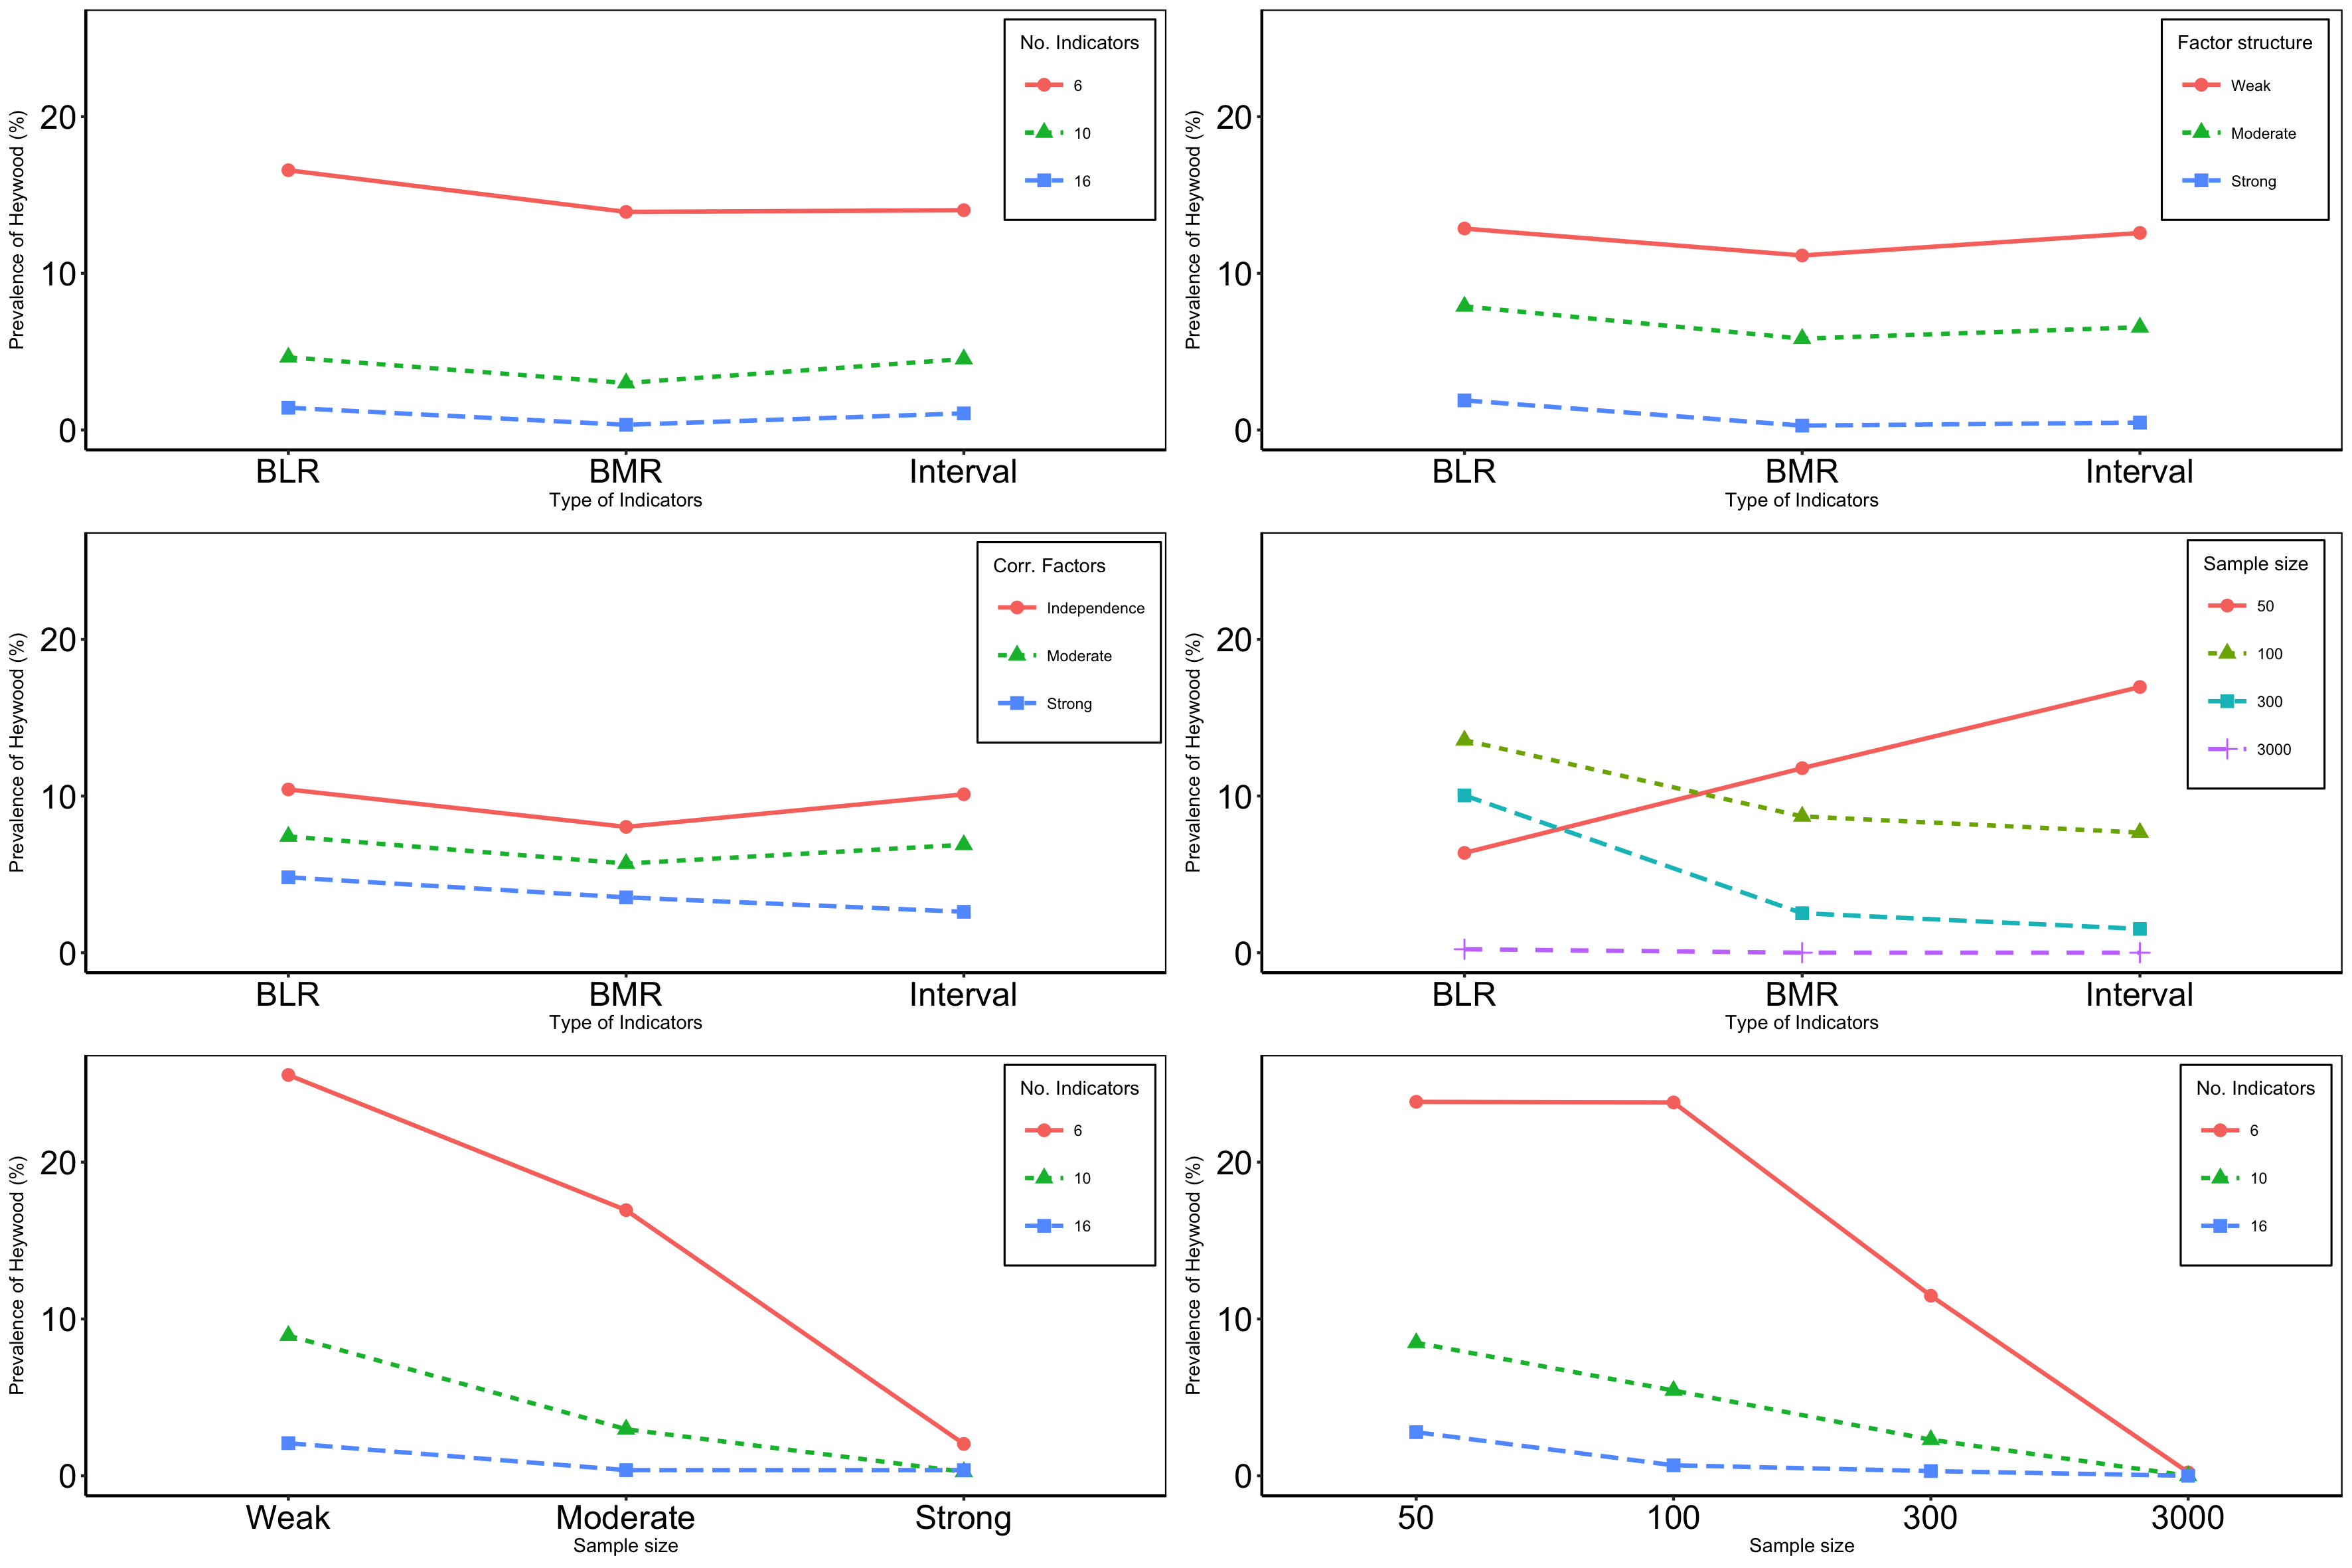 Prevalence of Heywood (%)
20
10
0
BLR BMR Interval
Type of Indicators
No. Indicators
6
10
16
Prevalence of Heywood (%)
20
10
0
BLR BMR Interval
Type of Indicators
Factor structure
Weak
Moderate
Strong
Prevalence of Heywood (%)
20
10
0
BLR BMR Interval
Type of Indicators
Corr. Factors
Independence
Moderate
Strong
Prevalence of Heywood (%)
20
10
0
BLR BMR Interval
Type of Indicators
Sample size
50
100
300
3000
Prevalence of Heywood (%)
20
10
0
Weak Moderate Strong
Sample size
No. Indicators
6
10
16
Prevalence of Heywood (%)
20
10
0
50 100 300 3000
Sample size
No. Indicators
6
10
16